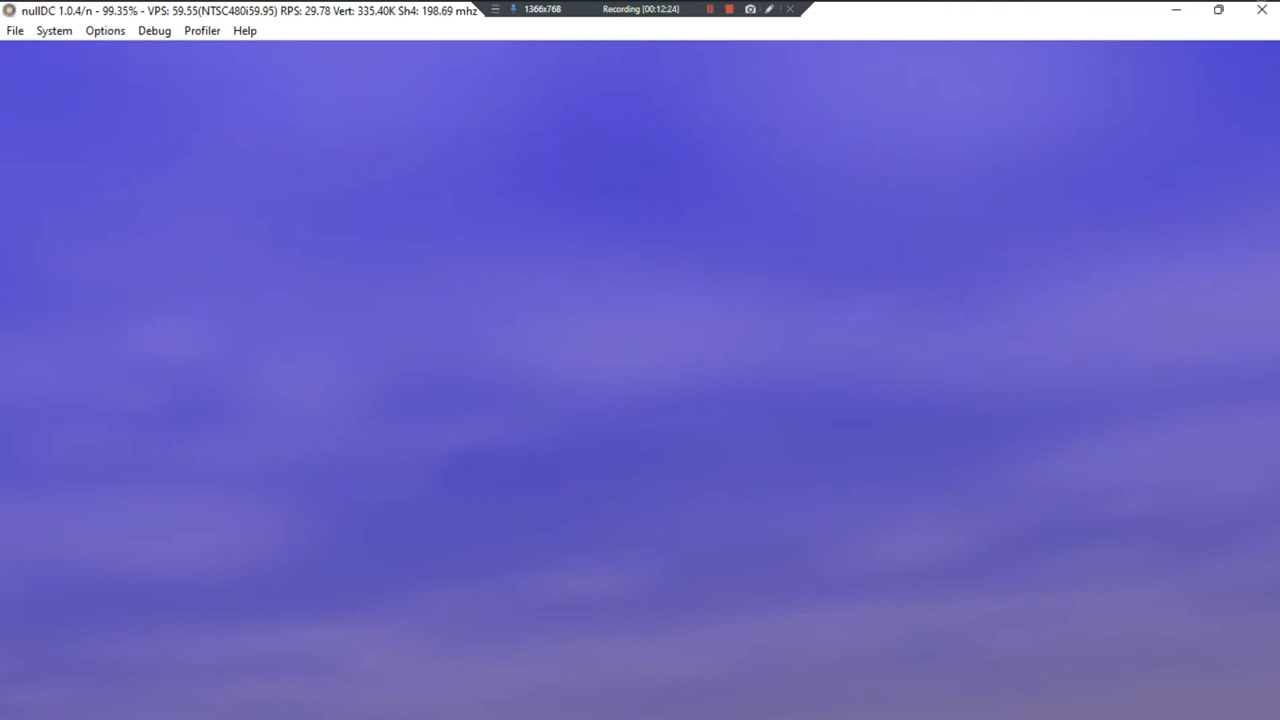 nullDC 1.0.4/n - 99.35% - VPS: 59.55(NTSC480i59.95) RPS: 29.78 Vert: 335.40K Sh4: 198.69 mhz
1366x768
Recording [00:12:24]
File System Options Debug Profiler Help